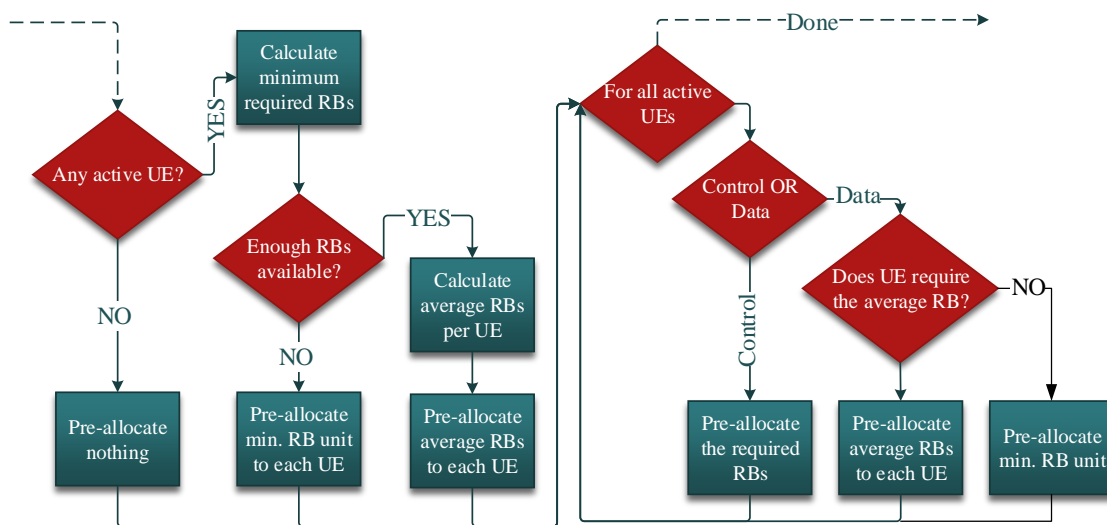 Any active UE?
YES
NO
Pre-allocate
nothing
Calculate
minimum
required RBs
Enough RBs
available?
YES
NO
Pre-allocate
min. RB unit
to each UE
Calculate
average RBs
per UE
Pre-allocate
average RBs
to each UE
Done
For all active
UEs
Control OR
Data
Data
Control
Does UE require
the average RB?
NO
Pre-allocate
the required
RBs
Pre-allocate
average RBs
to each UE
Pre-allocate
min. RB unit